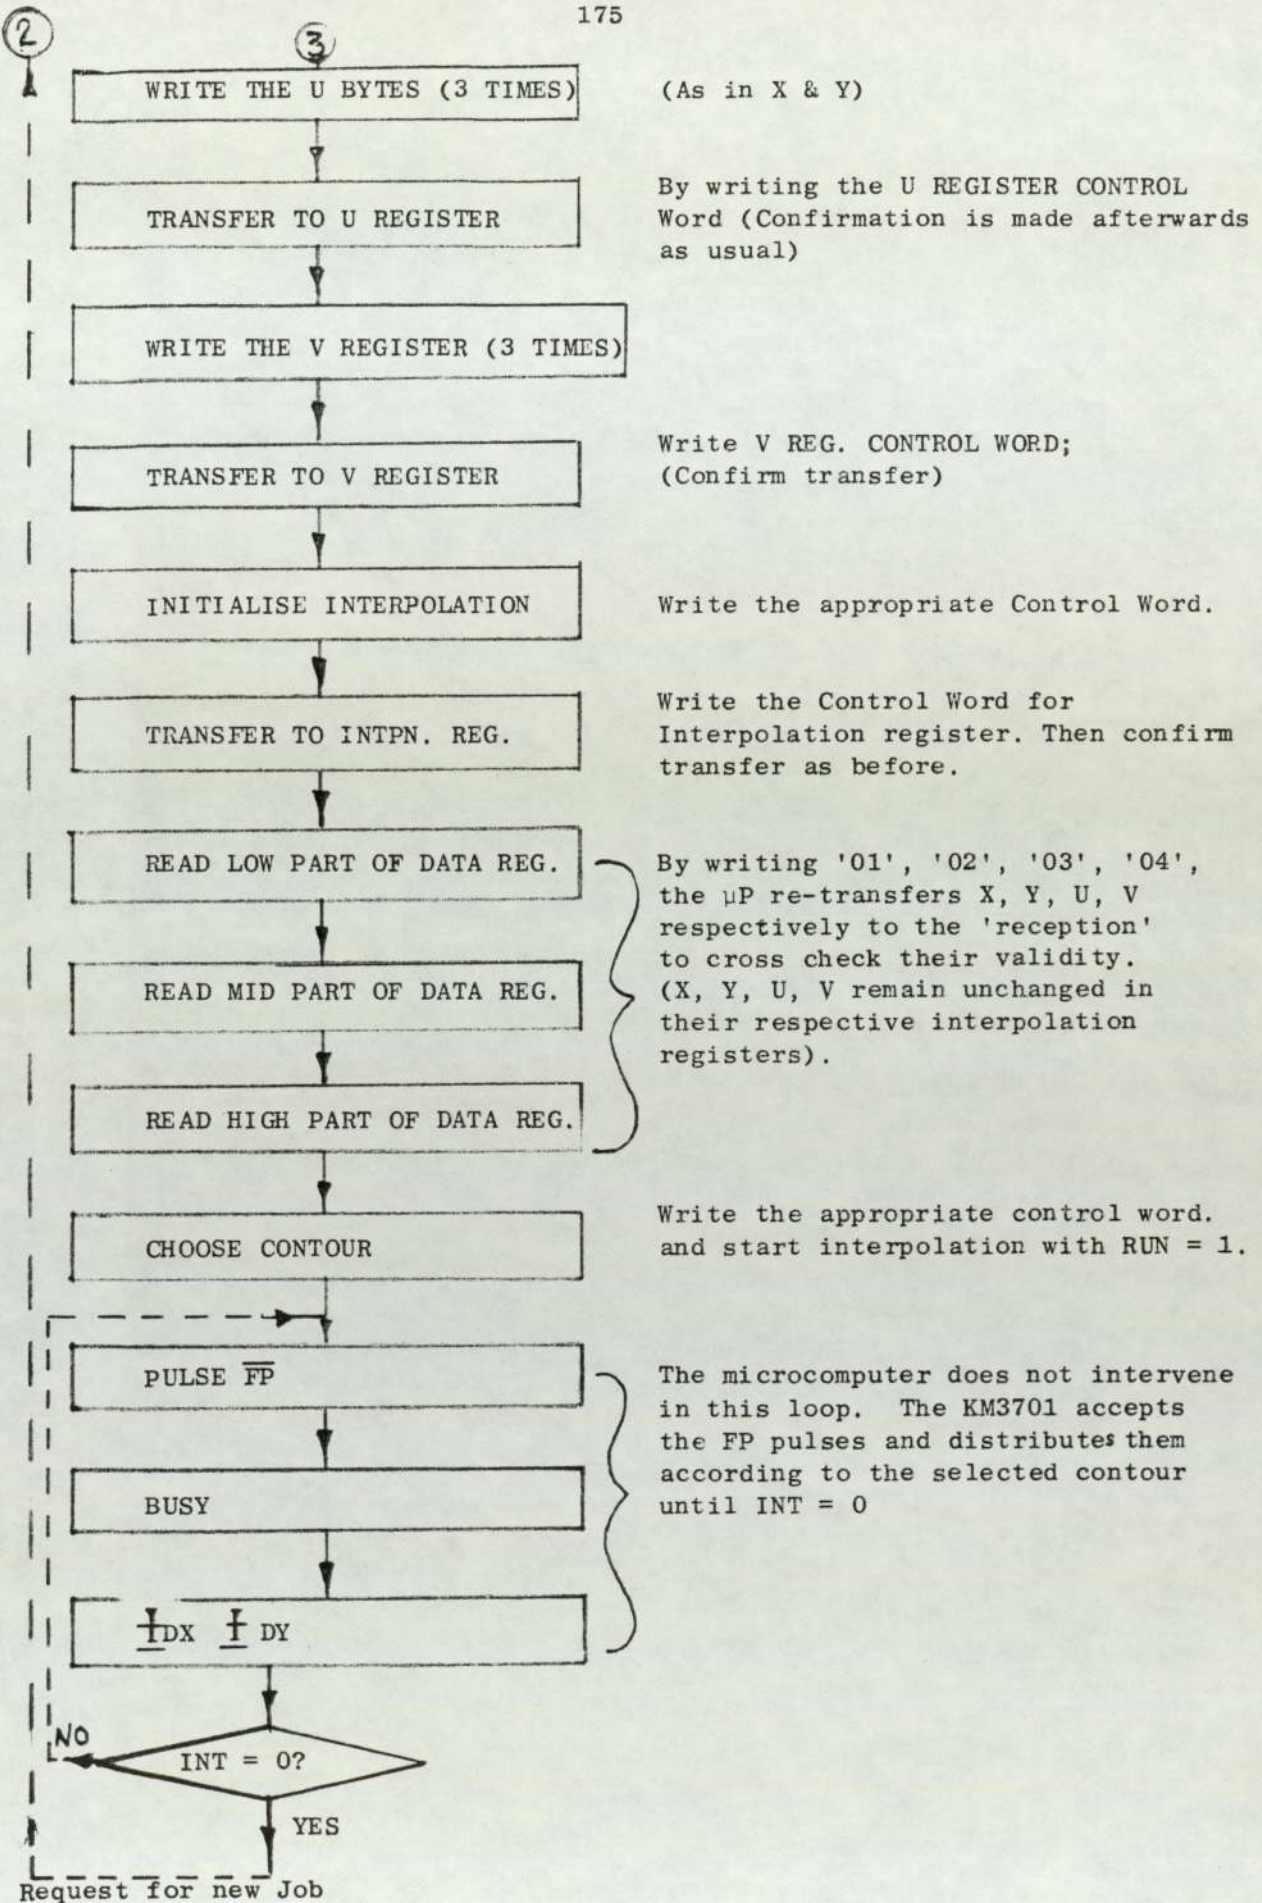 175
2
3
WRITE THE U BYTES (3 TIMES)
(As in X & Y)
TRANSFER TO U REGISTER
By writing the U REGISTER CONTROL
Word (Confirmation is made afterwards
as usual)
WRITE THE V REGISTER (3 TIMES)
TRANSFER TO V REGISTER
Write V REG. CONTROL WORD;
(Confirm transfer)
INITIALISE INTERPOLATION
Write the appropriate Control Word.
TRANSFER TO INTPN. REG.
Write the Control Word for
Interpolation register. Then confirm
transfer as before.
READ LOW PART OF DATA REG.
READ MID PART OF DATA REG.
READ HIGH PART OF DATA REG.
By writing '01', '02', '03', '04',
the μP re-transfers X, Y, U, V
respectively to the 'reception'
to cross check their validity.
(X, Y, U, V remain unchanged in
their respective interpolation
registers).
CHOOSE CONTOUR
Write the appropriate control word.
and start interpolation with RUN = 1.
PULSE F̅P̅
BUSY
±DX ± DY
The microcomputer does not intervene
in this loop. The KM3701 accepts
the FP pulses and distributes them
according to the selected contour
until INT = 0
NO
INT = 0?
YES
Request for new Job